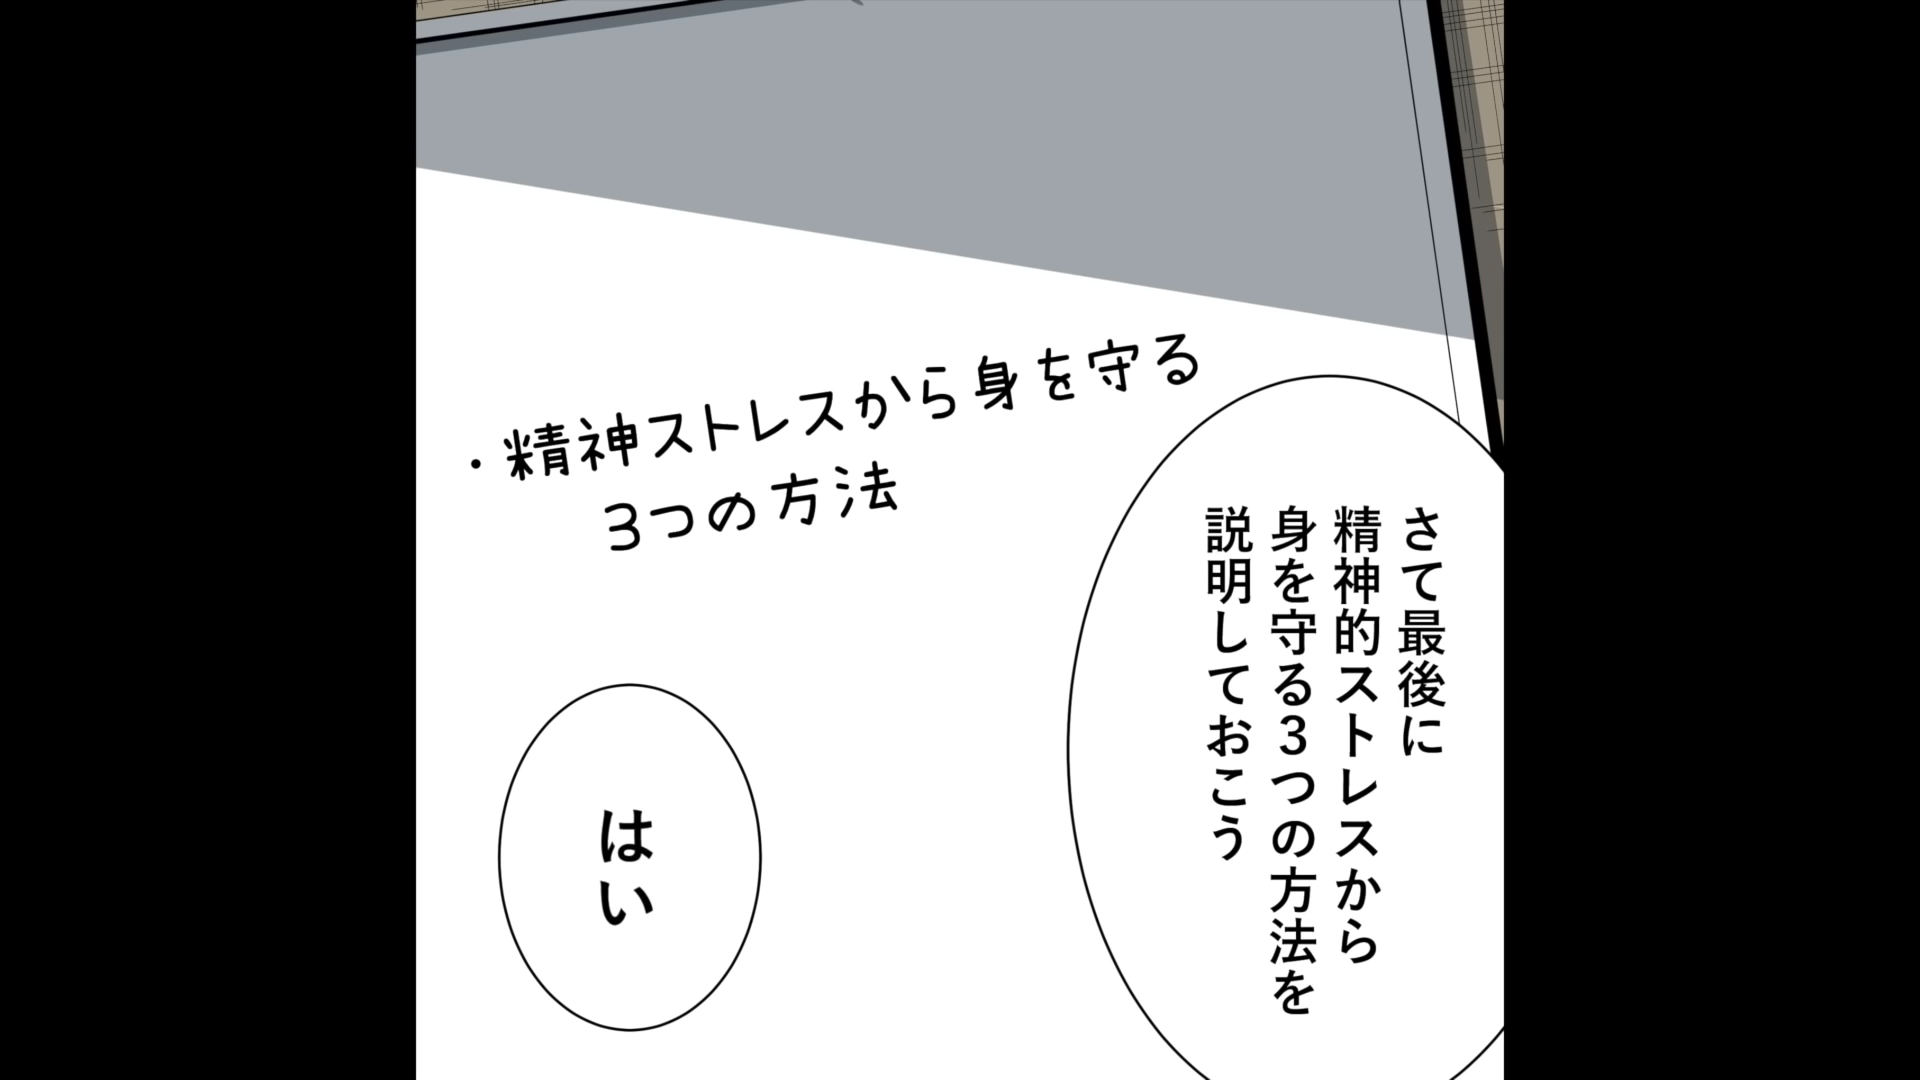 ・精神ストレスから身を守る
3つの方法
さて最後に
精神的ストレスから
身を守る3つの方法を
説明しておこう
はい